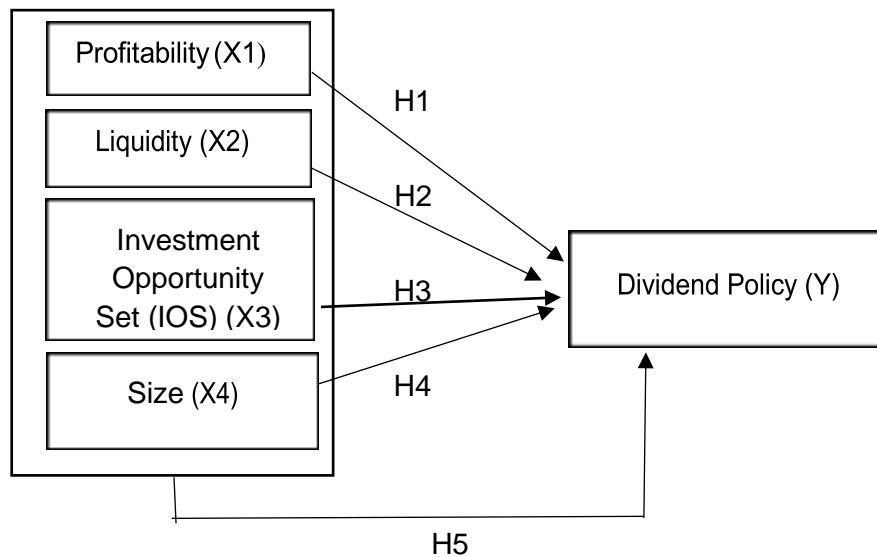 Profitability (X1)
H1
Liquidity (X2)
H2
Investment
Opportunity
Set (IOS) (X3)
H3
Dividend Policy (Y)
Size (X4)
H4
H5